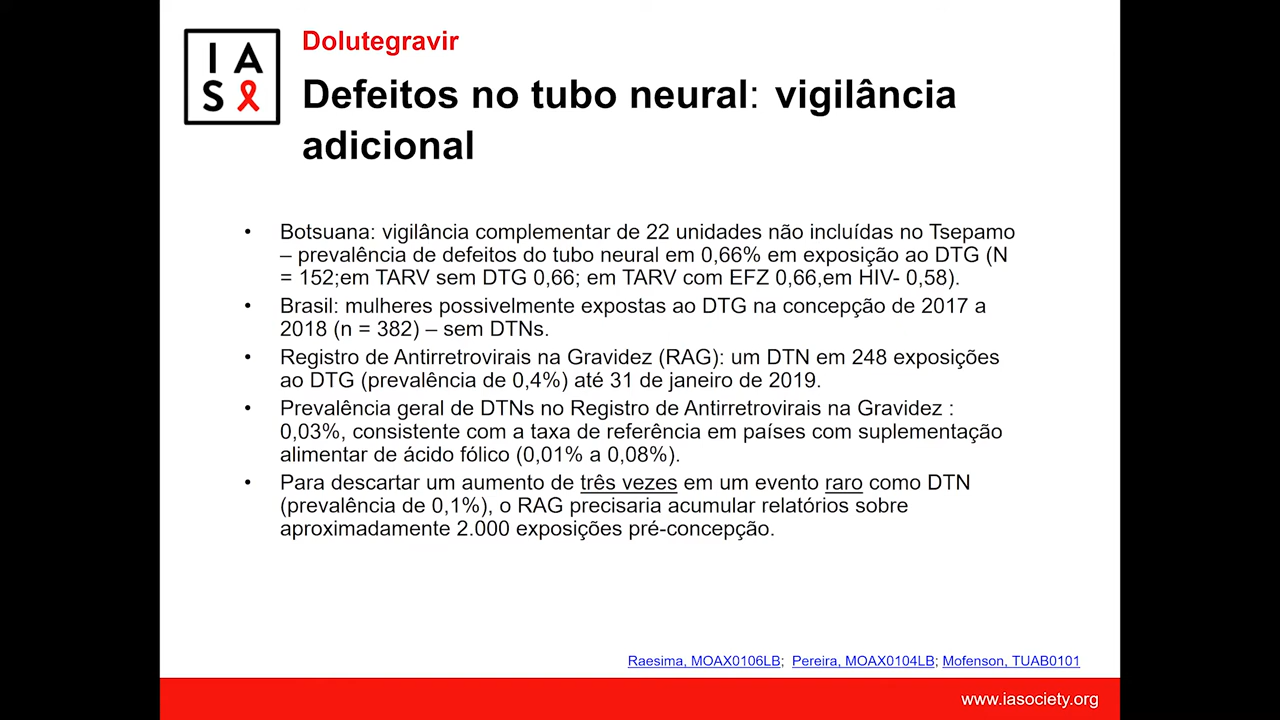 I A
S
Dolutegravir
Defeitos no tubo neural: vigilância
adicional
• Botsuana: vigilância complementar de 22 unidades não incluídas no Tsepamo
– prevalência de defeitos do tubo neural em 0,66% em exposição ao DTG (N
= 152;em TARV sem DTG 0,66; em TARV com EFZ 0,66,em HIV- 0,58).
• Brasil: mulheres possivelmente expostas ao DTG na concepção de 2017 a
2018 (n = 382) – sem DTNs.
• Registro de Antirretrovirais na Gravidez (RAG): um DTN em 248 exposições
ao DTG (prevalência de 0,4%) até 31 de janeiro de 2019.
• Prevalência geral de DTNs no Registro de Antirretrovirais na Gravidez :
0,03%, consistente com a taxa de referência em países com suplementação
alimentar de ácido fólico (0,01% a 0,08%).
• Para descartar um aumento de três vezes em um evento raro como DTN
(prevalência de 0,1%), o RAG precisaria acumular relatórios sobre
aproximadamente 2.000 exposições pré-concepção.
Raesima, MOAX0106LB; Pereira, MOAX0104LB; Mofenson, TUAB0101
www.iasociety.org